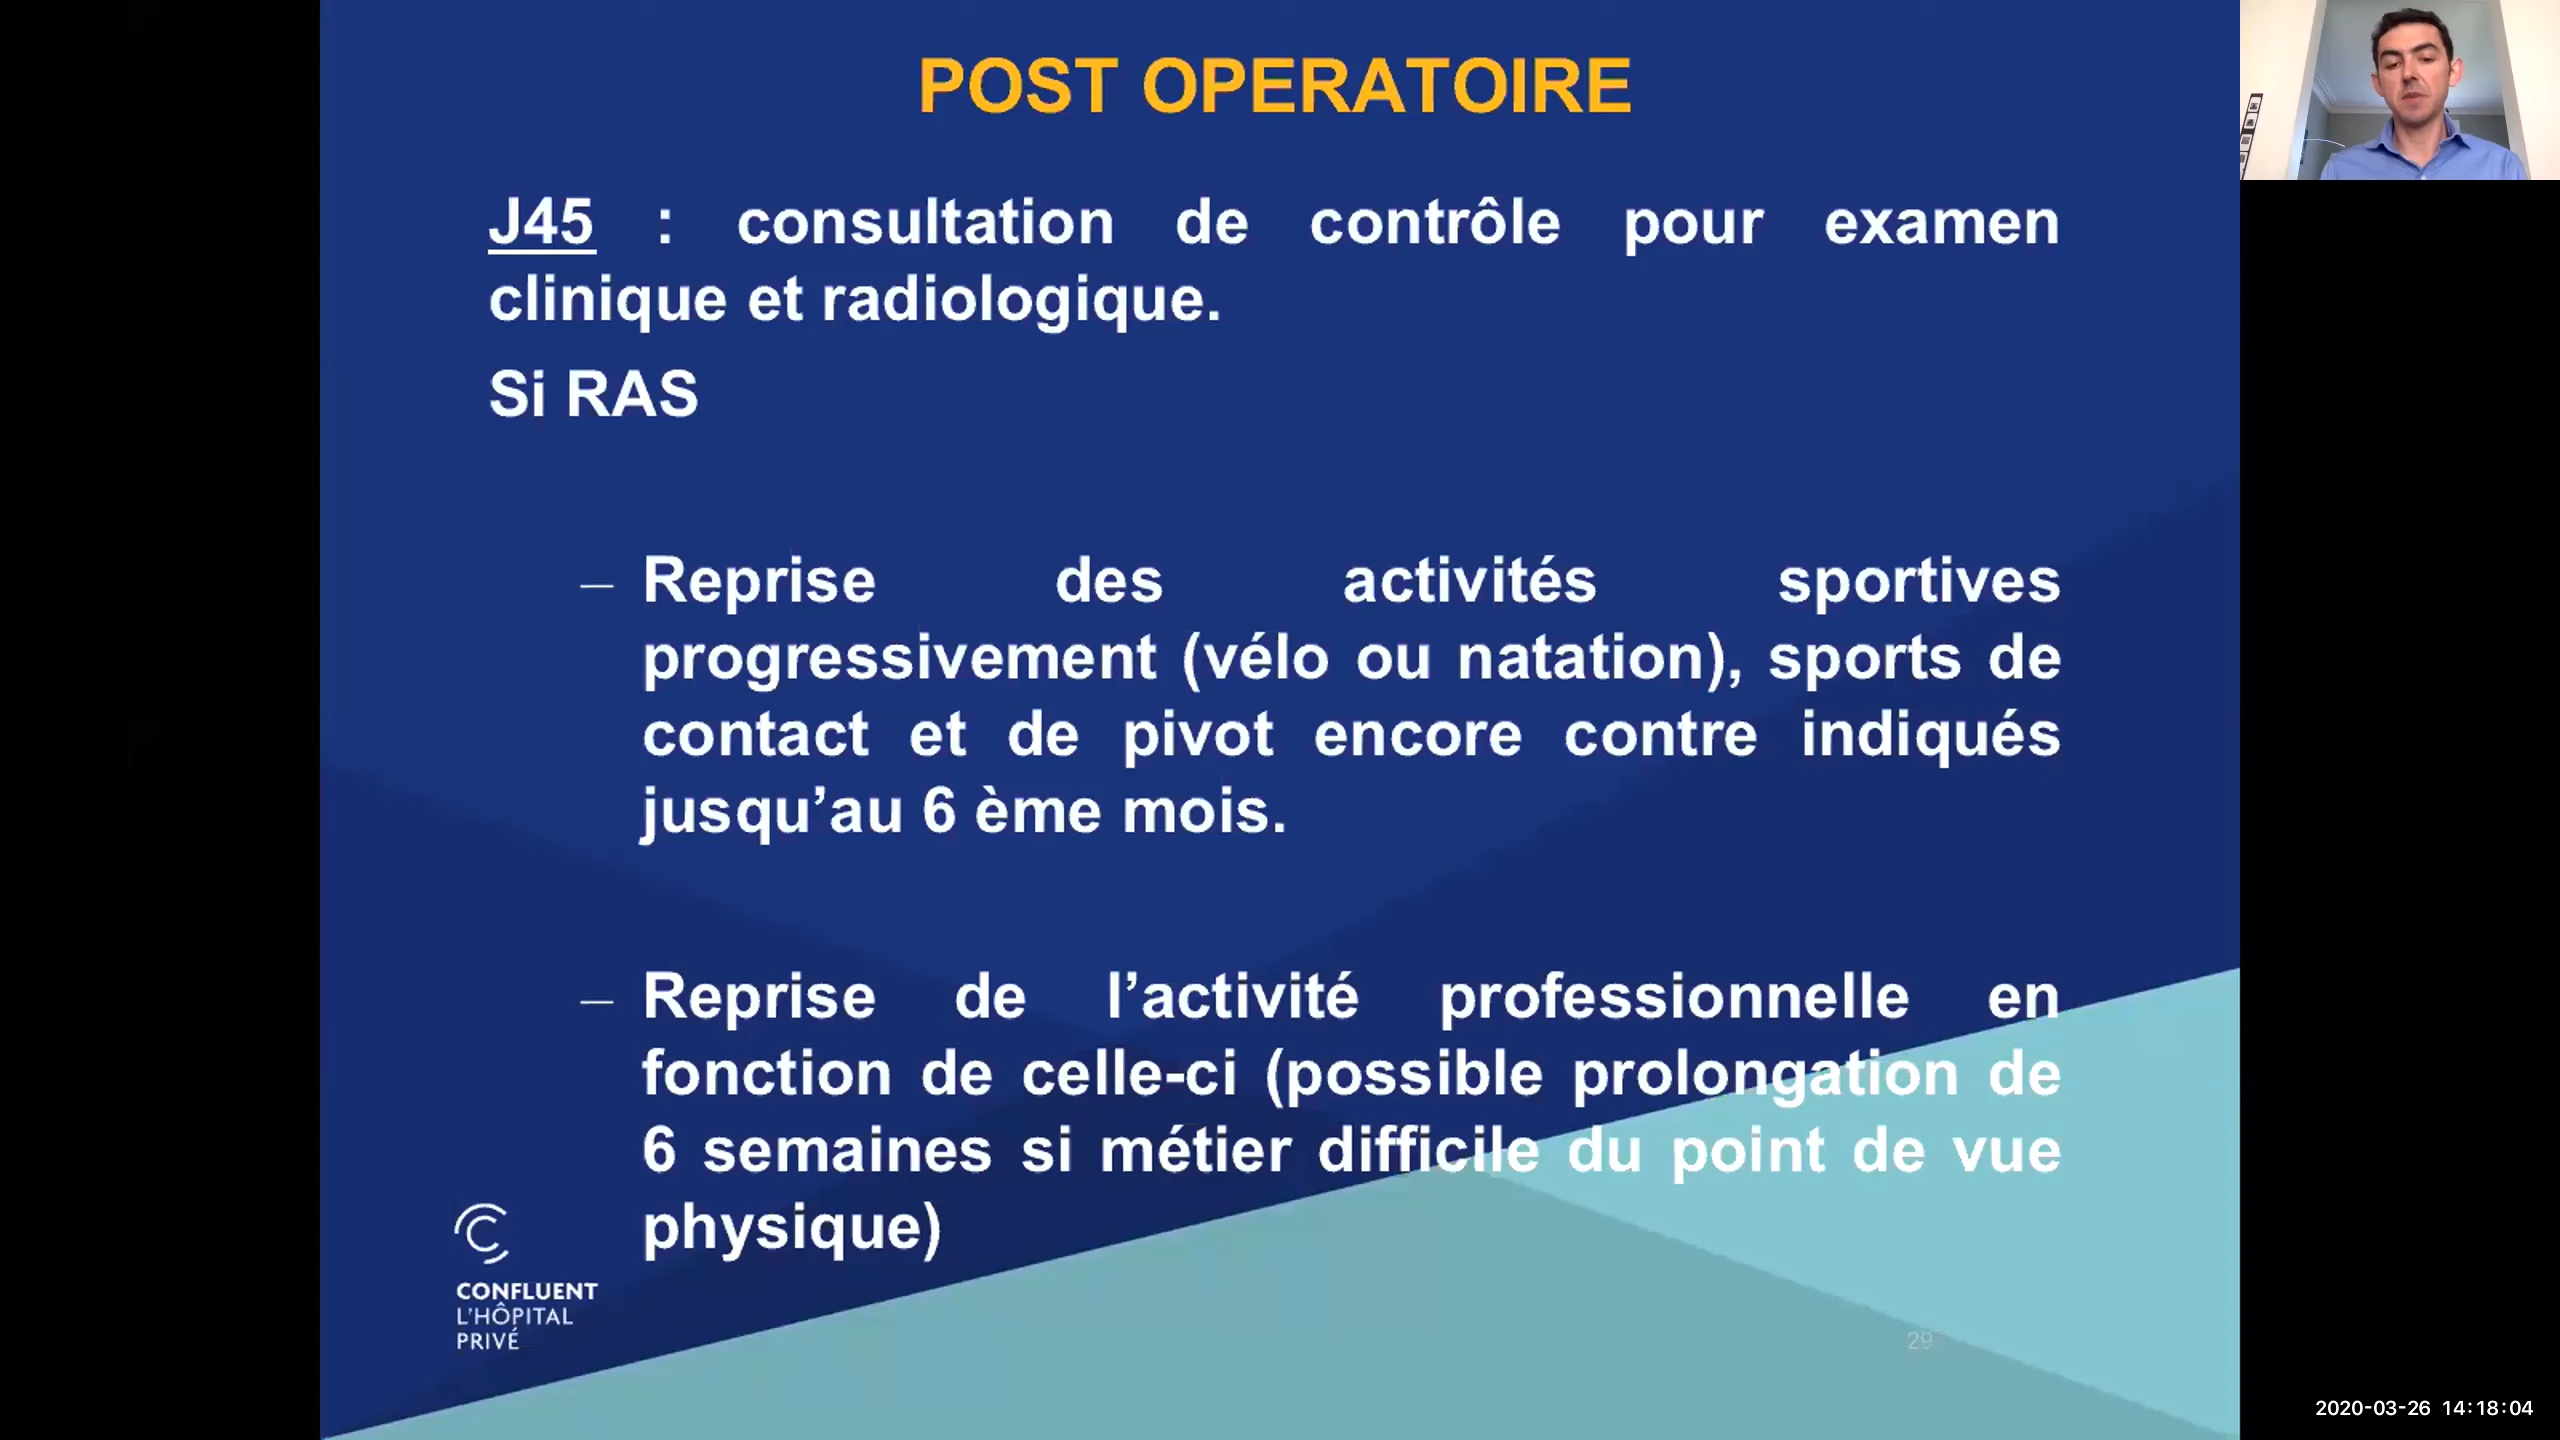 POST OPERATOIRE
J45 : consultation de contrôle pour examen
clinique et radiologique.
Si RAS
– Reprise des activités sportives
progressivement (vélo ou natation), sports de
contact et de pivot encore contre indiqués
jusqu’au 6 ème mois.
– Reprise de l’activité professionnelle en
fonction de celle-ci (possible prolongation de
6 semaines si métier difficile du point de vue
physique)
CONFLUENT
L'HÔPITAL
PRIVÉ
29
2020-03-26 14:18:04